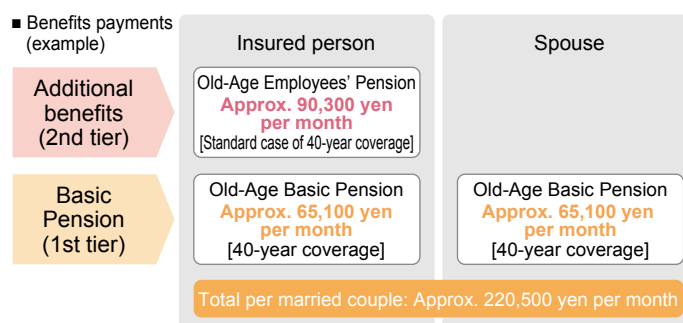 ■ Benefits payments
(example)
Insured person
Spouse
Additional
benefits
(2nd tier)
Old-Age Employees’ Pension
Approx. 90,300 yen
per month
[Standard case of 40-year coverage]
Basic
Pension
(1st tier)
Old-Age Basic Pension
Approx. 65,100 yen
per month
[40-year coverage]
Old-Age Basic Pension
Approx. 65,100 yen
per month
[40-year coverage]
Total per married couple: Approx. 220,500 yen per month